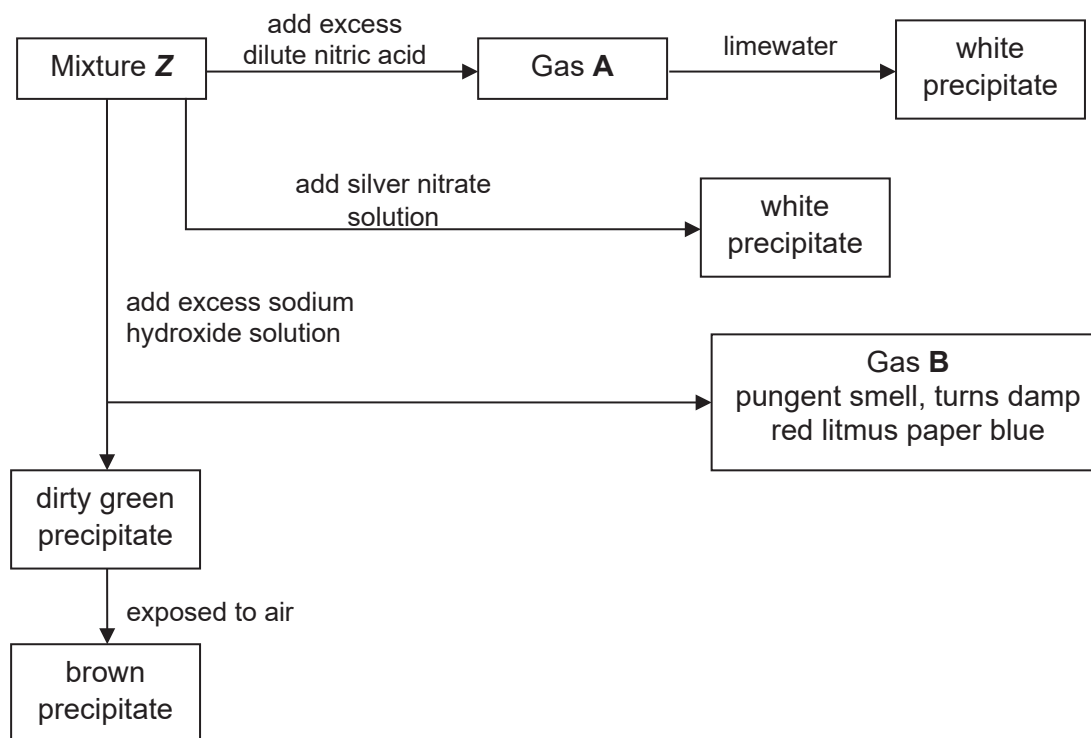 Mixture Z
add excess
dilute nitric acid
Gas A
limewater
white
precipitate
add silver nitrate
solution
white
precipitate
add excess sodium
hydroxide solution
Gas B
pungent smell, turns damp
red litmus paper blue
dirty green
precipitate
exposed to air
brown
precipitate